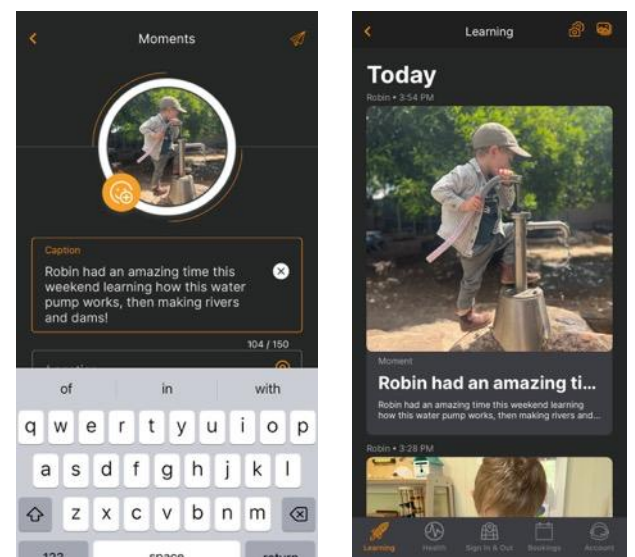 Moments
Caption
Robin had an amazing time this
weekend learning how this water
pump works, then making rivers
and dams!
104 / 150
of in with
q w e r t y u i o p
a s d f g h j k l
z x c v b n m
123 space return
Learning
Today
Robin • 3:54 PM
Moment
Robin had an amazing ti...
Robin had an amazing time this weekend learning
how this water pump works, then making rivers and...
Robin • 3:28 PM
Learning Health Sign In & Out Bookings Account